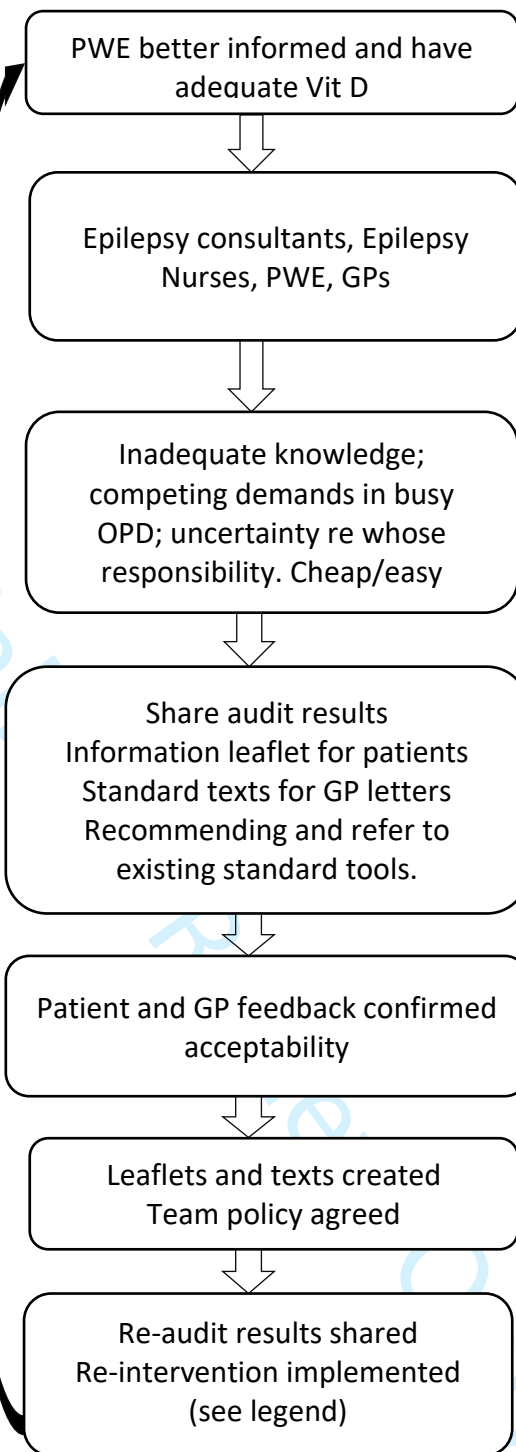 PWE better informed and have
adequate Vit D
Epilepsy consultants, Epilepsy
Nurses, PWE, GPs
Inadequate knowledge;
competing demands in busy
OPD; uncertainty re whose
responsibility. Cheap/easy
Share audit results
Information leaflet for patients
Standard texts for GP letters
Recommending and refer to
existing standard tools.
Patient and GP feedback confirmed
acceptability
Leaflets and texts created
Team policy agreed
Re-audit results shared
Re-intervention implemented
(see legend)